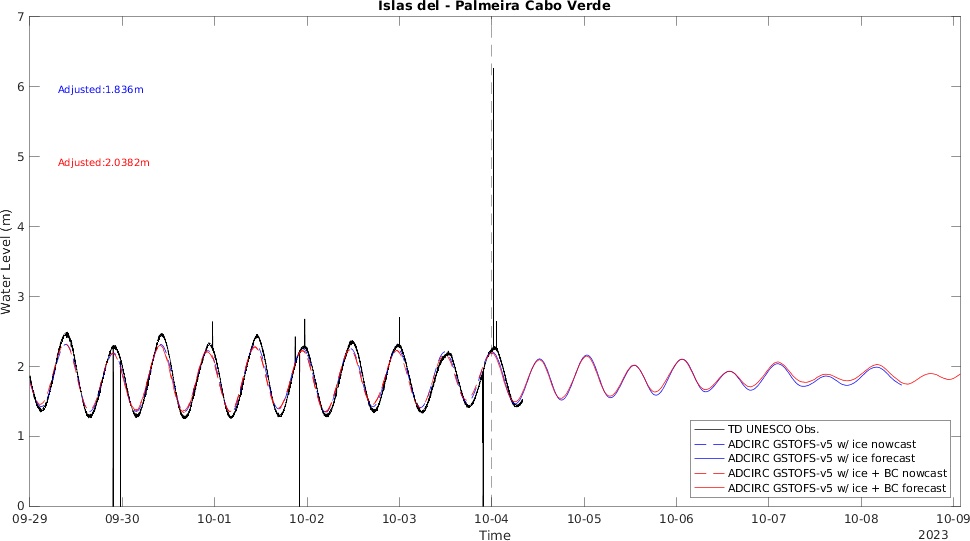 Islas del - Palmeira Cabo Verde
7
6
5
4
3
2
1
0
Water Level (m)
Adjusted:1.836m
Adjusted:2.0382m
TD UNESCO Obs.
ADCIRC GSTOFS-v5 w/ ice nowcast
ADCIRC GSTOFS-v5 w/ ice forecast
ADCIRC GSTOFS-v5 w/ ice + BC nowcast
ADCIRC GSTOFS-v5 w/ ice + BC forecast
09-29 09-30 10-01 10-02 10-03 10-04 10-05 10-06 10-07 10-08 10-09
Time
2023